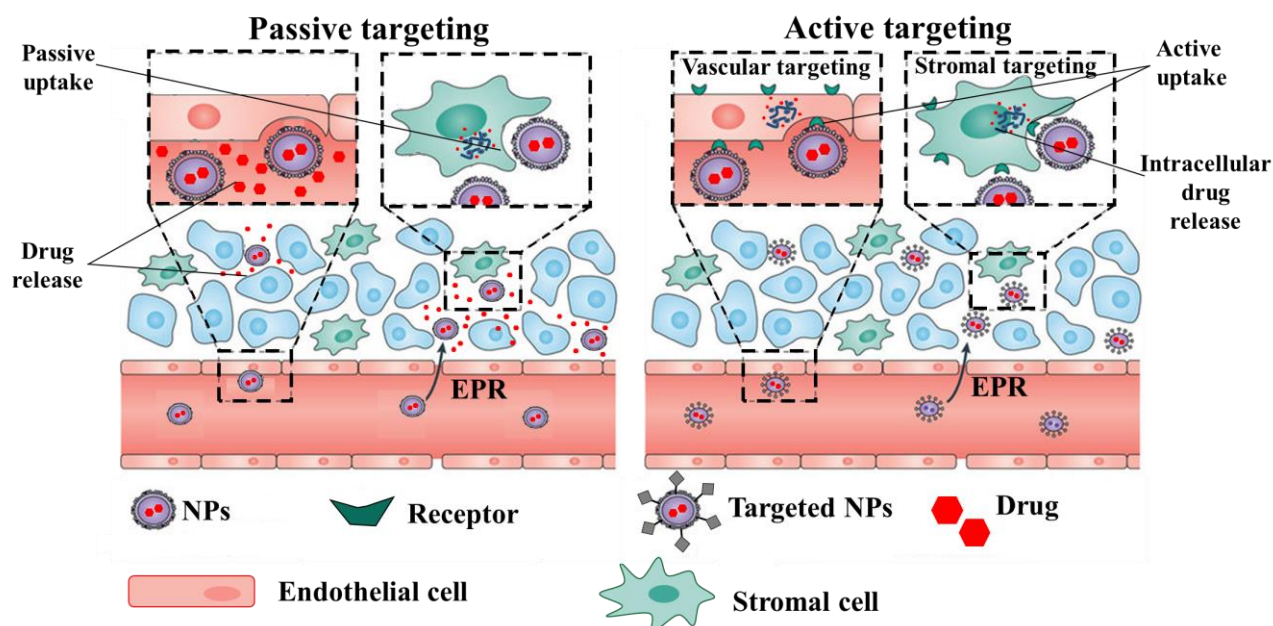 Passive targeting
Active targeting
Passive
uptake
Vascular targeting
Stromal targeting
Active
uptake
Intracellular
drug
release
Drug
release
EPR
EPR
NPs
Receptor
Targeted NPs
Drug
Endothelial cell
Stromal cell